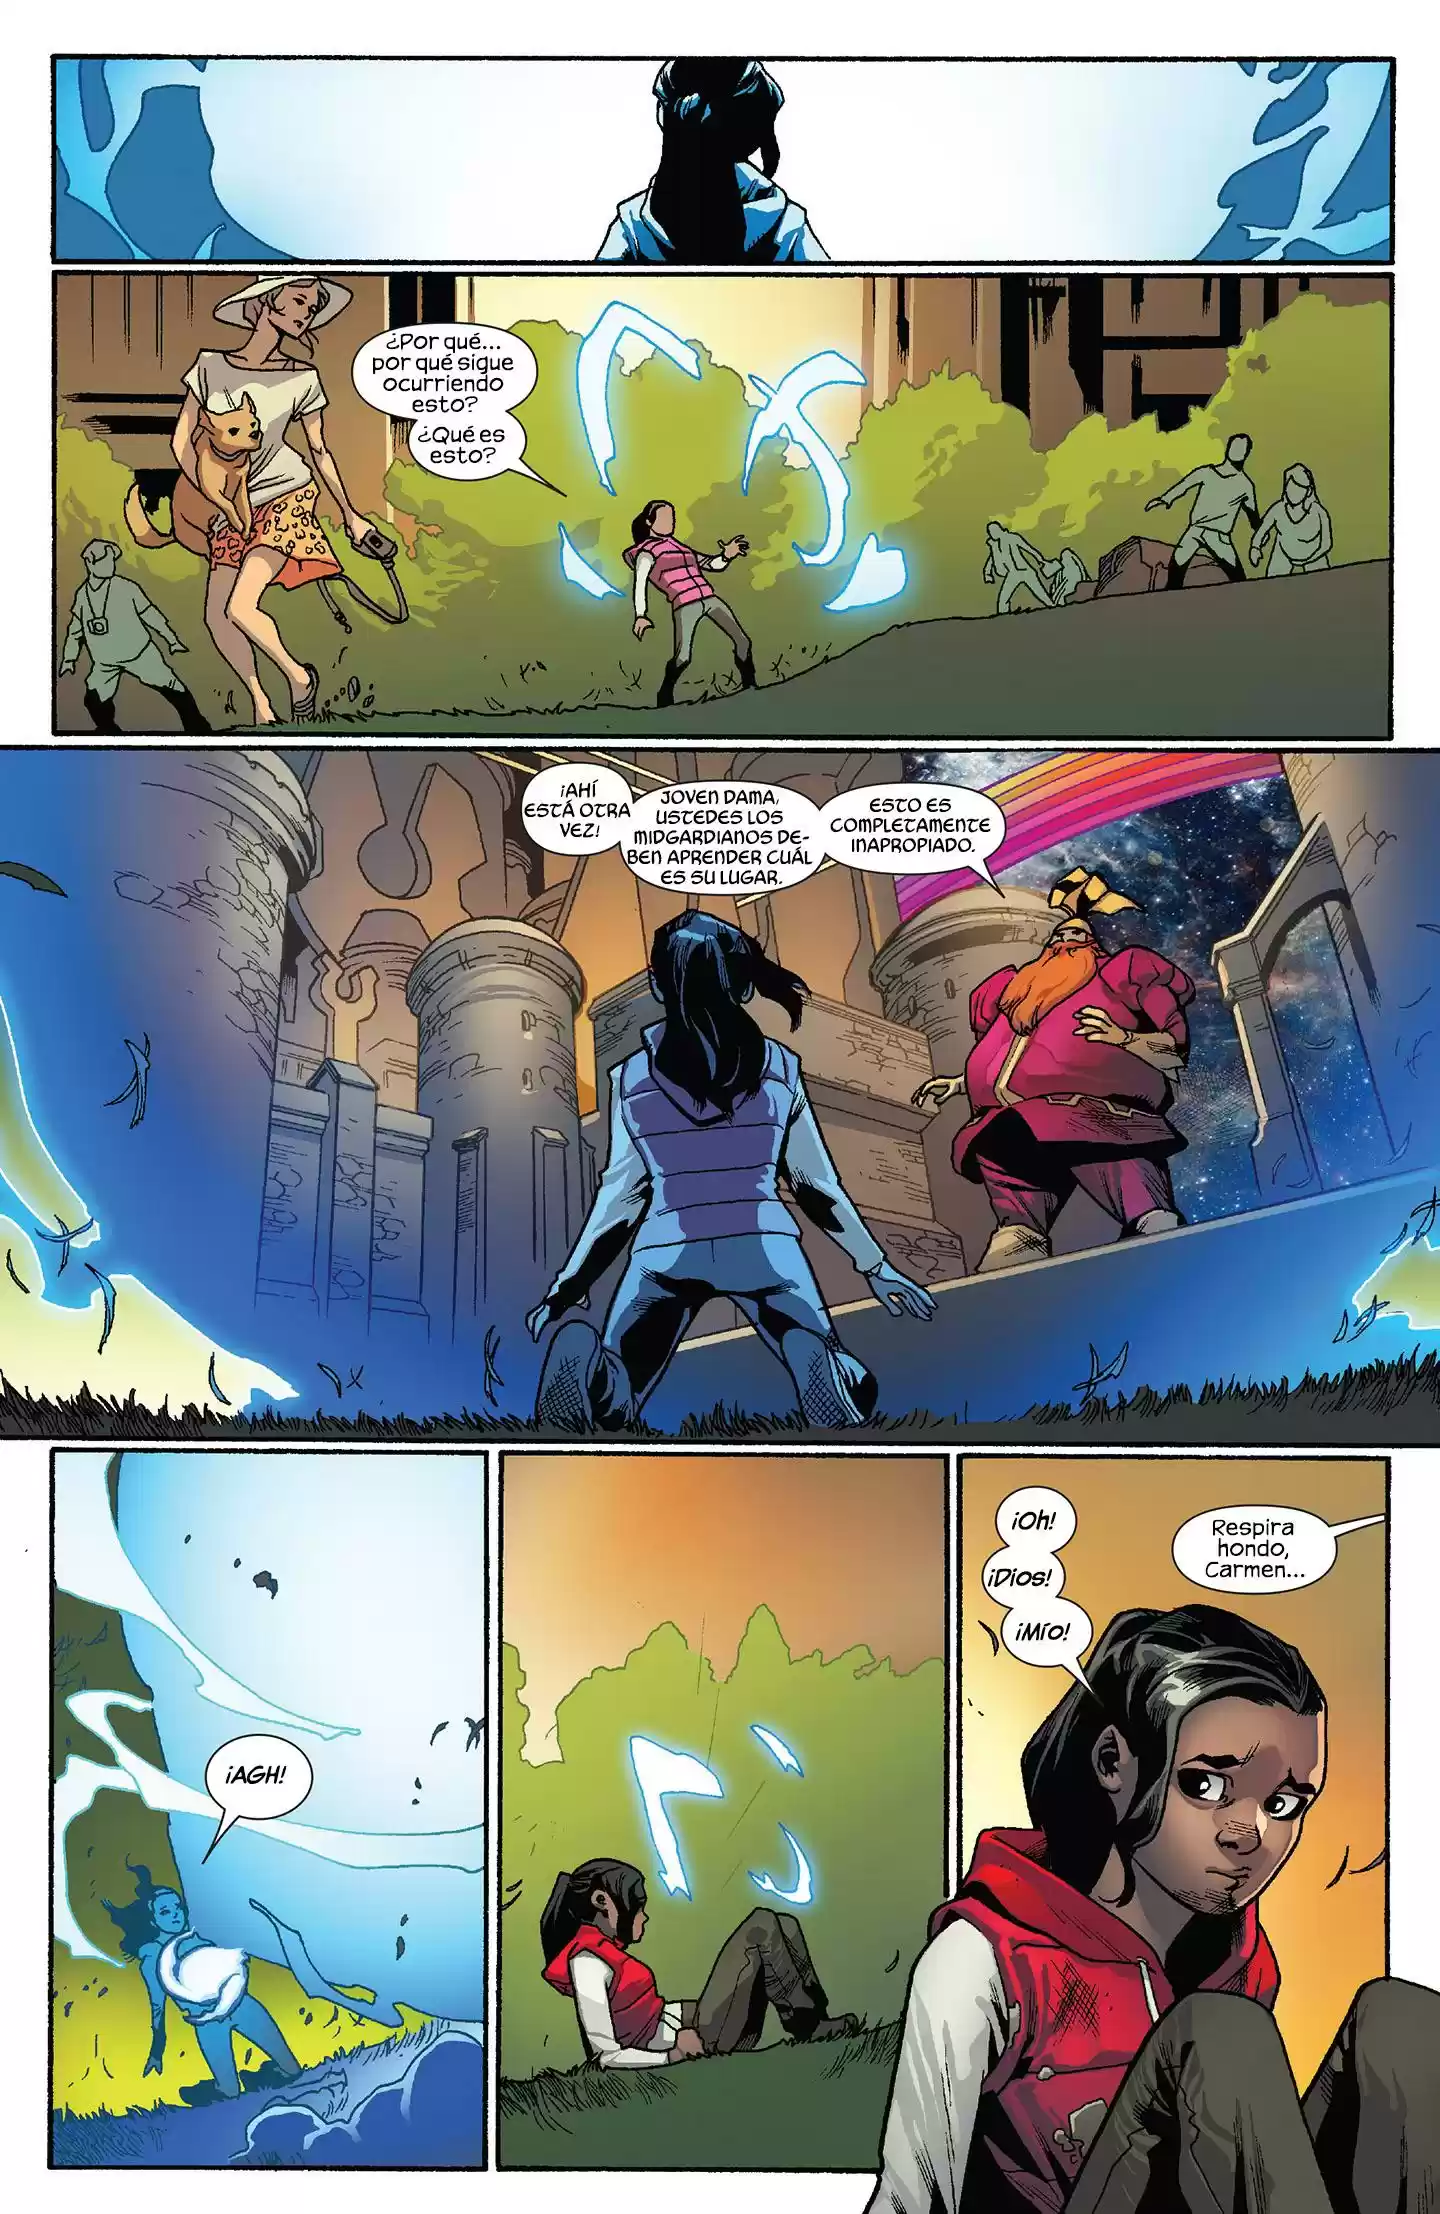 ¿Por qué...
por qué sigue
ocurriendo
esto?
¿Qué es
esto?
¡AHÍ
ESTÁ OTRA
VEZ!
JOVEN DAMA,
USTEDES LOS
MIDGARDIANOS DE-
BEN APRENDER CUÁL
ES SU LUGAR.
ESTO ES
COMPLETAMENTE
INAPROPIADO.
¡AGH!
¡Oh!
¡Dios!
¡Mío!
Respira
hondo,
Carmen...